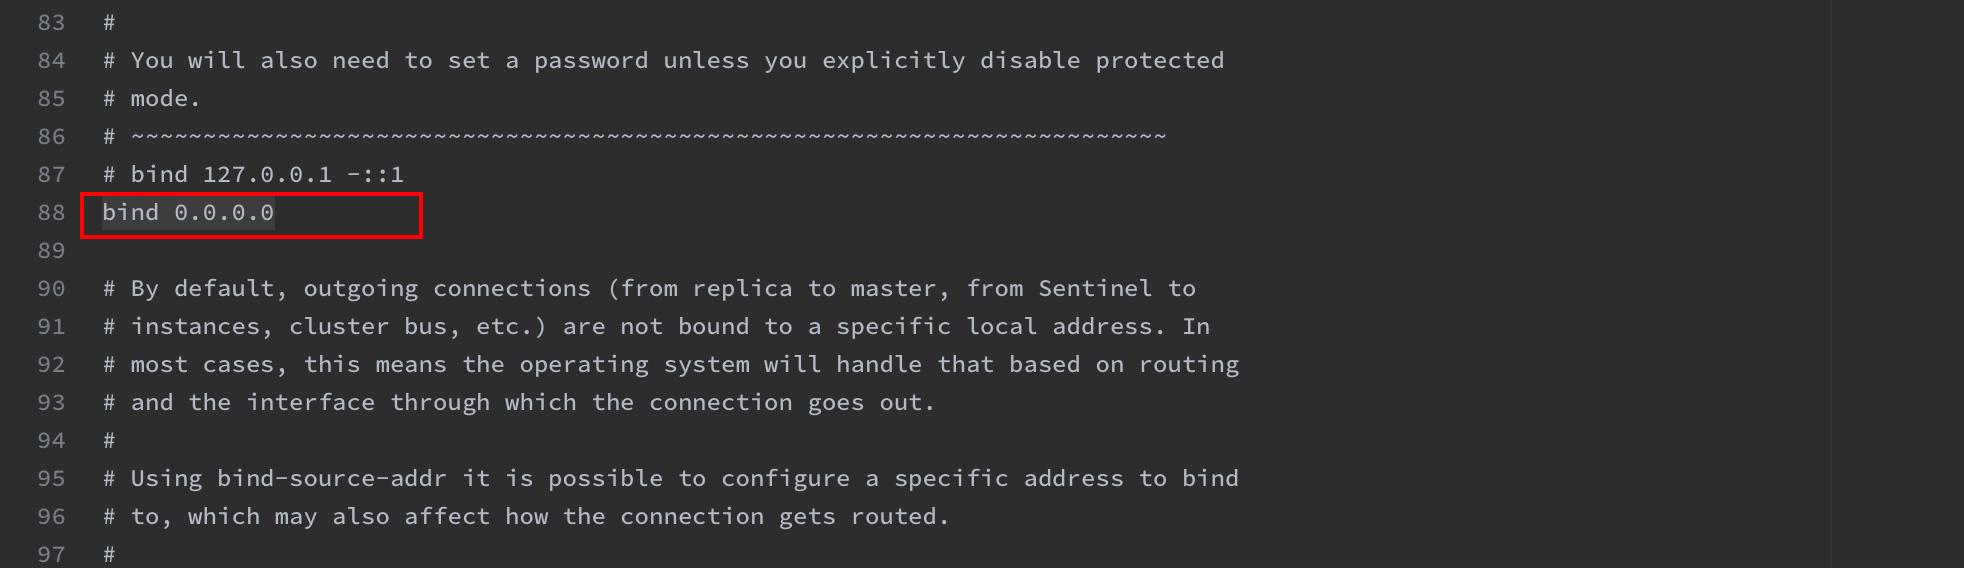 83 #
84 # You will also need to set a password unless you explicitly disable protected
85 # mode.
86 # ~~~~~~~~~~~~~~~~~~~~~~~~~~~~~~~~~~~~~~~~~~~~~~~~~~~~~~~~~~~~~~~~~~~~~~~~
87 # bind 127.0.0.1 -::1
88 bind 0.0.0.0
89
90 # By default, outgoing connections (from replica to master, from Sentinel to
91 # instances, cluster bus, etc.) are not bound to a specific local address. In
92 # most cases, this means the operating system will handle that based on routing
93 # and the interface through which the connection goes out.
94 #
95 # Using bind-source-addr it is possible to configure a specific address to bind
96 # to, which may also affect how the connection gets routed.
97 #